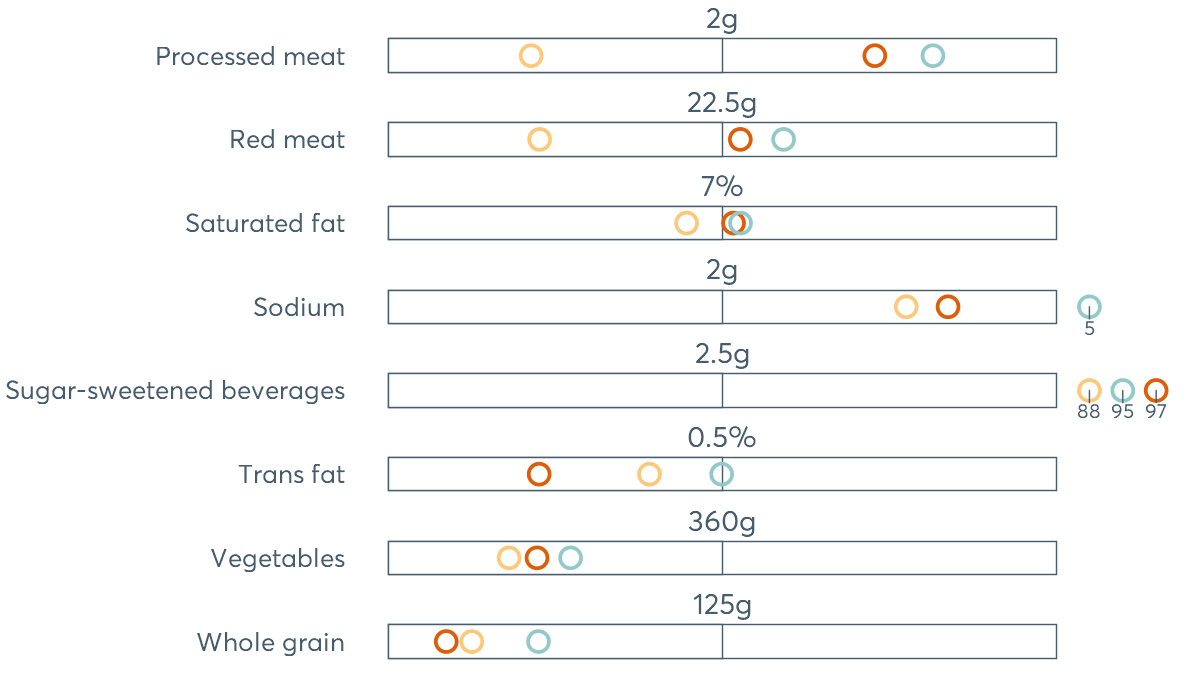 2g
Processed meat
22.5g
Red meat
7%
Saturated fat
2g
Sodium
5
2.5g
Sugar-sweetened beverages
88 95 97
0.5%
Trans fat
360g
Vegetables
125g
Whole grain